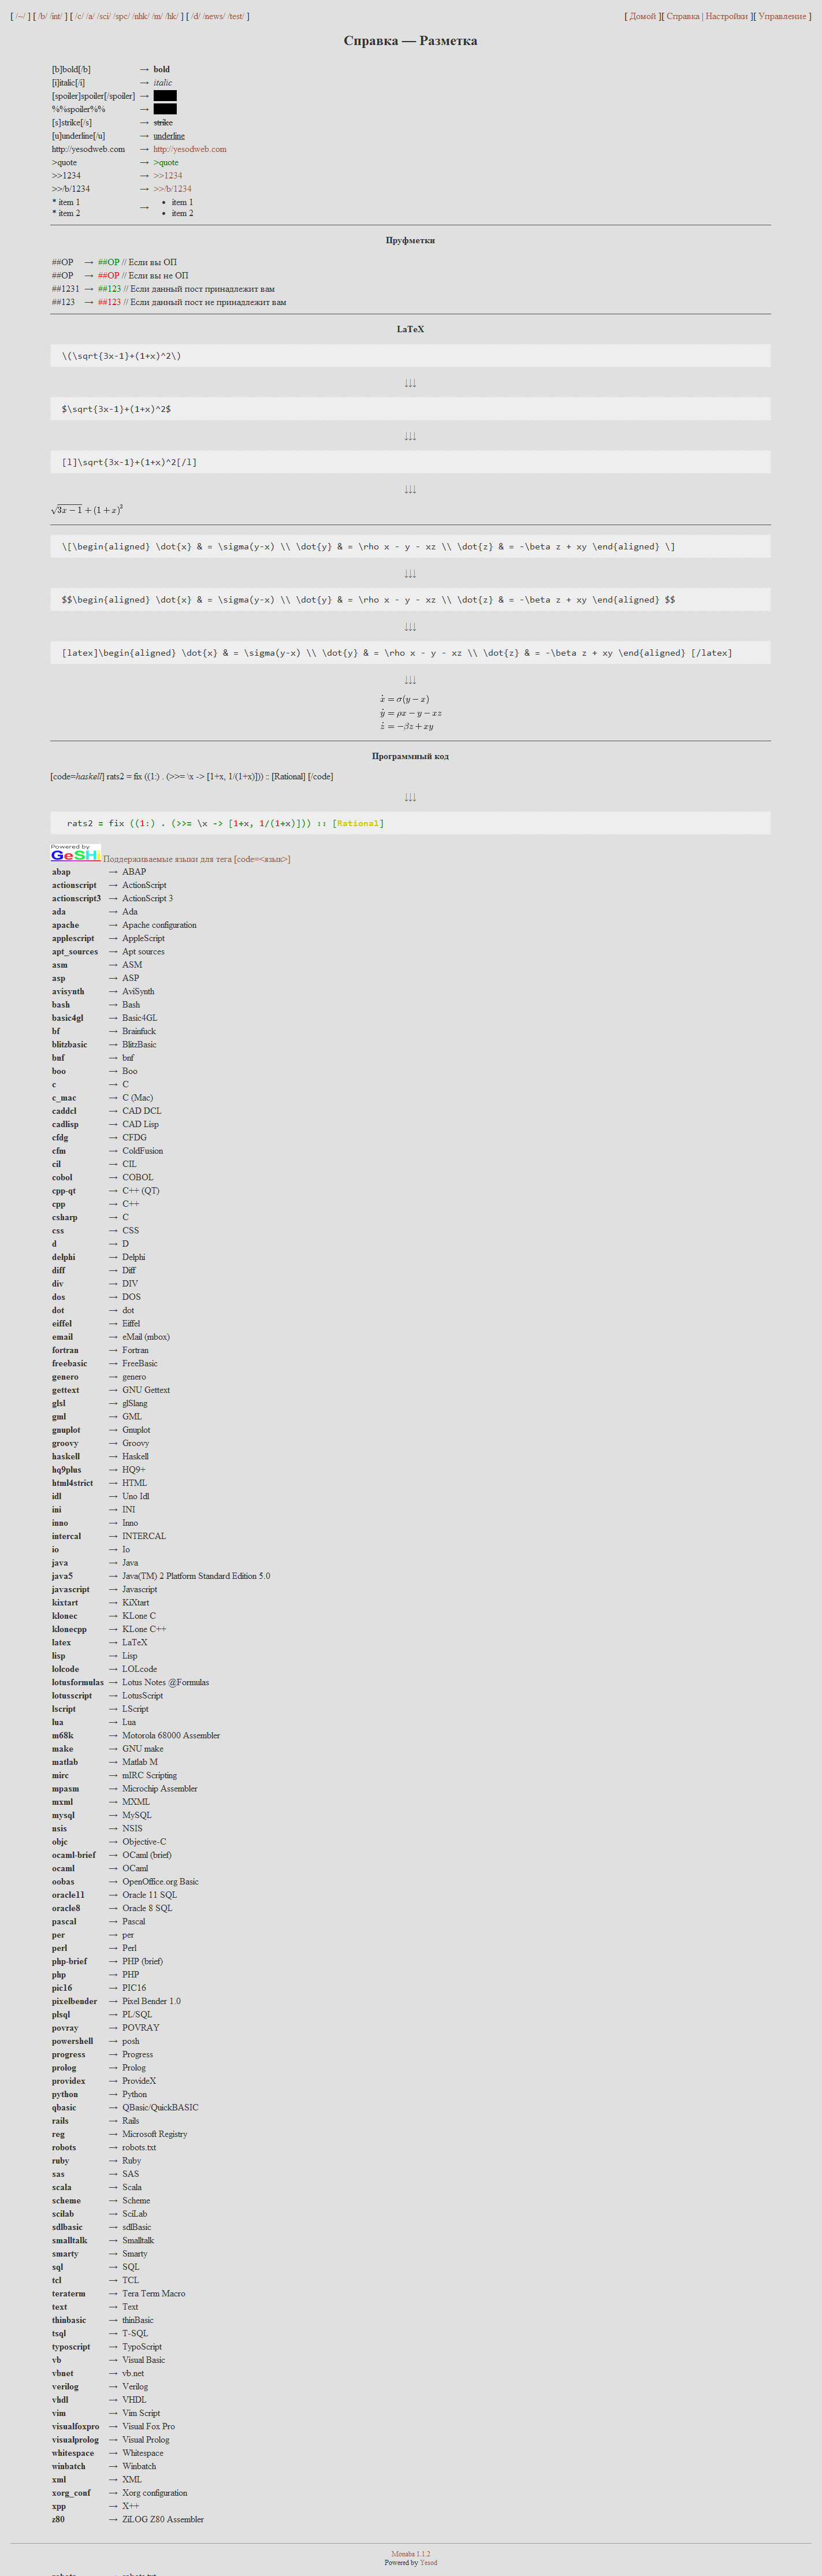 [ /~/ ] [ /b/ /int/ ] [ /c/ /a/ /sci/ /spc/ /nhk/ /m/ /hk/ ] [ /d/ /news/ /test/ ] [ Домой ][ Справка | Настройки ][ Управление ]
Справка — Разметка
[b]bold[/b] → bold
[i]italic[/i] → italic
[spoiler]spoiler[/spoiler] →
%%spoiler%% →
[s]strike[/s] → strike
[u]underline[/u] → underline
http://yesodweb.com → http://yesodweb.com
>quote → >quote
>>1234 → >>1234
>>/b/1234 → >>/b/1234
* item 1 → • item 1
* item 2 • item 2
Пруфметки
##OP → ##OP // Если вы ОП
##OP → ##OP // Если вы не ОП
##1231 → ##123 // Если данный пост принадлежит вам
##123 → ##123 // Если данный пост не принадлежит вам
LaTeX
\(\sqrt{3x-1}+(1+x)^2\)
↓↓↓
$\sqrt{3x-1}+(1+x)^2$
↓↓↓
[l]\sqrt{3x-1}+(1+x)^2[/l]
↓↓↓
√3x − 1 + (1 + x)²
\[\begin{aligned} \dot{x} & = \sigma(y-x) \\ \dot{y} & = \rho x - y - xz \\ \dot{z} & = -\beta z + xy \end{aligned} \]
↓↓↓
$$\begin{aligned} \dot{x} & = \sigma(y-x) \\ \dot{y} & = \rho x - y - xz \\ \dot{z} & = -\beta z + xy \end{aligned} $$
↓↓↓
[latex]\begin{aligned} \dot{x} & = \sigma(y-x) \\ \dot{y} & = \rho x - y - xz \\ \dot{z} & = -\beta z + xy \end{aligned} [/latex]
↓↓↓
ẋ = σ(y − x)
ẏ = ρx − y − xz
ż = −βz + xy
Программный код
[code=haskell] rats2 = fix ((1:) . (>>= \x -> [1+x, 1/(1+x)])) :: [Rational] [/code]
↓↓↓
rats2 = fix ((1:) . (>>= \x -> [1+x, 1/(1+x)])) :: [Rational]
Powered by
GeSHi Поддерживаемые языки для тега [code=<язык>]
abap → ABAP
actionscript → ActionScript
actionscript3 → ActionScript 3
ada → Ada
apache → Apache configuration
applescript → AppleScript
apt_sources → Apt sources
asm → ASM
asp → ASP
avisynth → AviSynth
bash → Bash
basic4gl → Basic4GL
bf → Brainfuck
blitzbasic → BlitzBasic
bnf → bnf
boo → Boo
c → C
c_mac → C (Mac)
caddcl → CAD DCL
cadlisp → CAD Lisp
cfdg → CFDG
cfm → ColdFusion
cil → CIL
cobol → COBOL
cpp-qt → C++ (QT)
cpp → C++
csharp → C
css → CSS
d → D
delphi → Delphi
diff → Diff
div → DIV
dos → DOS
dot → dot
eiffel → Eiffel
email → eMail (mbox)
fortran → Fortran
freebasic → FreeBasic
genero → genero
gettext → GNU Gettext
glsl → glSlang
gml → GML
gnuplot → Gnuplot
groovy → Groovy
haskell → Haskell
hq9plus → HQ9+
html4strict → HTML
idl → Uno Idl
ini → INI
inno → Inno
intercal → INTERCAL
io → Io
java → Java
java5 → Java(TM) 2 Platform Standard Edition 5.0
javascript → Javascript
kixtart → KiXtart
klonec → KLone C
klonecpp → KLone C++
latex → LaTeX
lisp → Lisp
lolcode → LOLcode
lotusformulas → Lotus Notes @Formulas
lotusscript → LotusScript
lscript → LScript
lua → Lua
m68k → Motorola 68000 Assembler
make → GNU make
matlab → Matlab M
mirc → mIRC Scripting
mpasm → Microchip Assembler
mxml → MXML
mysql → MySQL
nsis → NSIS
objc → Objective-C
ocaml-brief → OCaml (brief)
ocaml → OCaml
oobas → OpenOffice.org Basic
oracle11 → Oracle 11 SQL
oracle8 → Oracle 8 SQL
pascal → Pascal
per → per
perl → Perl
php-brief → PHP (brief)
php → PHP
pic16 → PIC16
pixelbender → Pixel Bender 1.0
plsql → PL/SQL
povray → POVRAY
powershell → posh
progress → Progress
prolog → Prolog
providex → ProvideX
python → Python
qbasic → QBasic/QuickBASIC
rails → Rails
reg → Microsoft Registry
robots → robots.txt
ruby → Ruby
sas → SAS
scala → Scala
scheme → Scheme
scilab → SciLab
sdlbasic → sdlBasic
smalltalk → Smalltalk
smarty → Smarty
sql → SQL
tcl → TCL
teraterm → Tera Term Macro
text → Text
thinbasic → thinBasic
tsql → T-SQL
typoscript → TypoScript
vb → Visual Basic
vbnet → vb.net
verilog → Verilog
vhdl → VHDL
vim → Vim Script
visualfoxpro → Visual Fox Pro
visualprolog → Visual Prolog
whitespace → Whitespace
winbatch → Winbatch
xml → XML
xorg_conf → Xorg configuration
xpp → X++
z80 → ZiLOG Z80 Assembler
Monaba 1.1.2
Powered by Yesod